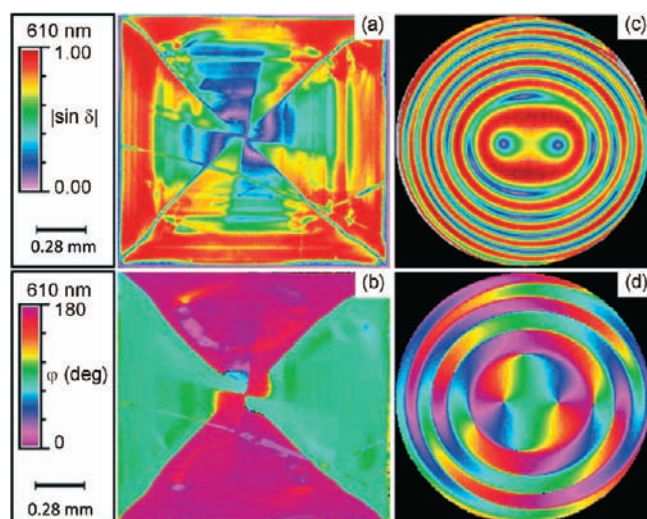 610 nm
1.00
|sin δ|
0.00
0.28 mm
(a)
(c)
610 nm
180
φ (deg)
0
0.28 mm
(b)
(d)